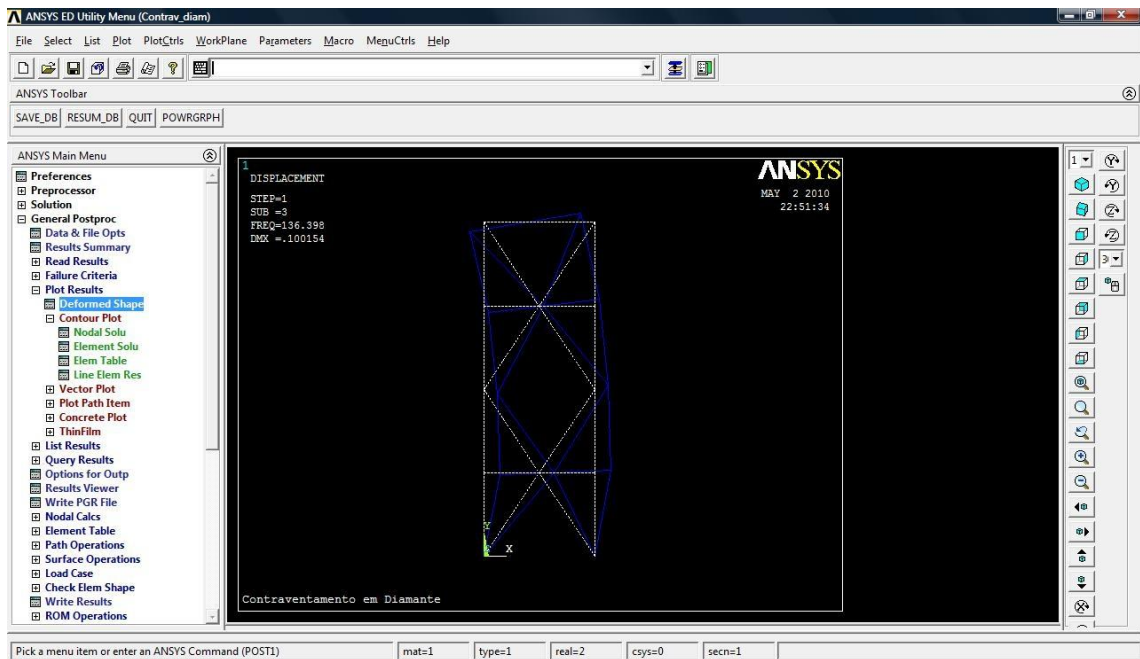 ANSYS ED Utility Menu (Contrav_diam)
File Select List Plot PlotCtrls WorkPlane Parameters Macro MenuCtrls Help
ANSYS Toolbar
SAVE_DB RESUM_DB QUIT POWRGRPH
ANSYS Main Menu
Preferences
Preprocessor
Solution
General Postproc
Data & File Opts
Results Summary
Read Results
Failure Criteria
Plot Results
Deformed Shape
Contour Plot
Nodal Solu
Element Solu
Elem Table
Line Elem Res
Vector Plot
Plot Path Item
Concrete Plot
ThinFilm
List Results
Query Results
Options for Outp
Results Viewer
Write PGR File
Nodal Calcs
Element Table
Path Operations
Surface Operations
Load Case
Check Elem Shape
Write Results
ROM Operations
1
DISPLACEMENT
STEP=1
SUB =3
FREQ=136.398
DMX =.100154
ANSYS
MAY 2 2010
22:51:34
Y
X
Contraventamento em Diamante
1
3
Pick a menu item or enter an ANSYS Command (POST1)
mat=1
type=1
real=2
csys=0
secn=1